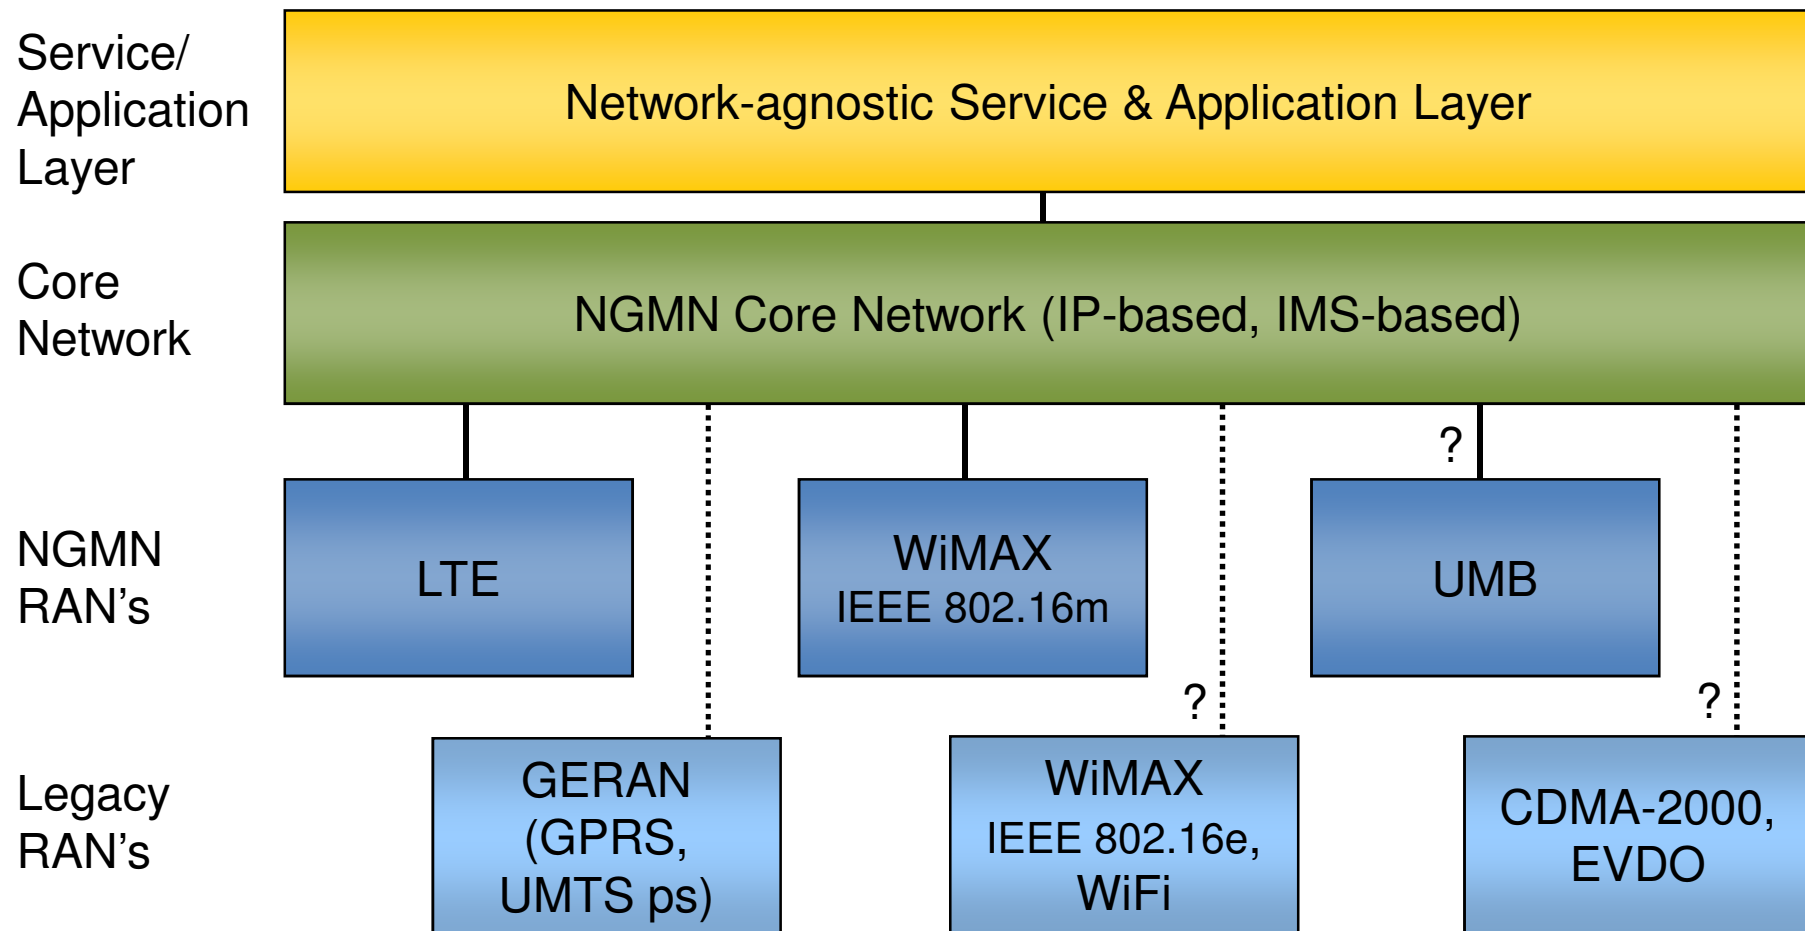 Service/
Application
Layer
Network-agnostic Service & Application Layer
Core
Network
NGMN Core Network (IP-based, IMS-based)
?
NGMN
RAN's
LTE
WiMAX
IEEE 802.16m
UMB
?
?
Legacy
RAN's
GERAN
(GPRS,
UMTS ps)
WiMAX
IEEE 802.16e,
WiFi
CDMA-2000,
EVDO